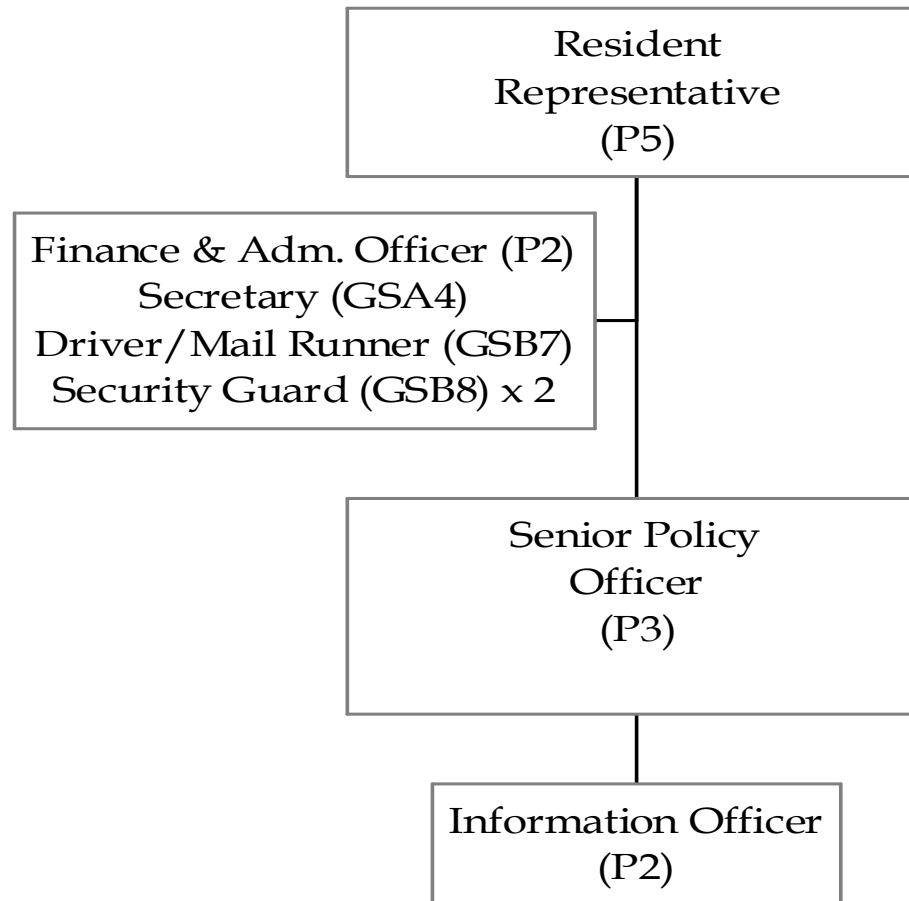 Resident
Representative
(P5)
Finance & Adm. Officer (P2)
Secretary (GSA4)
Driver/Mail Runner (GSB7)
Security Guard (GSB8) x 2
Senior Policy
Officer
(P3)
Information Officer
(P2)